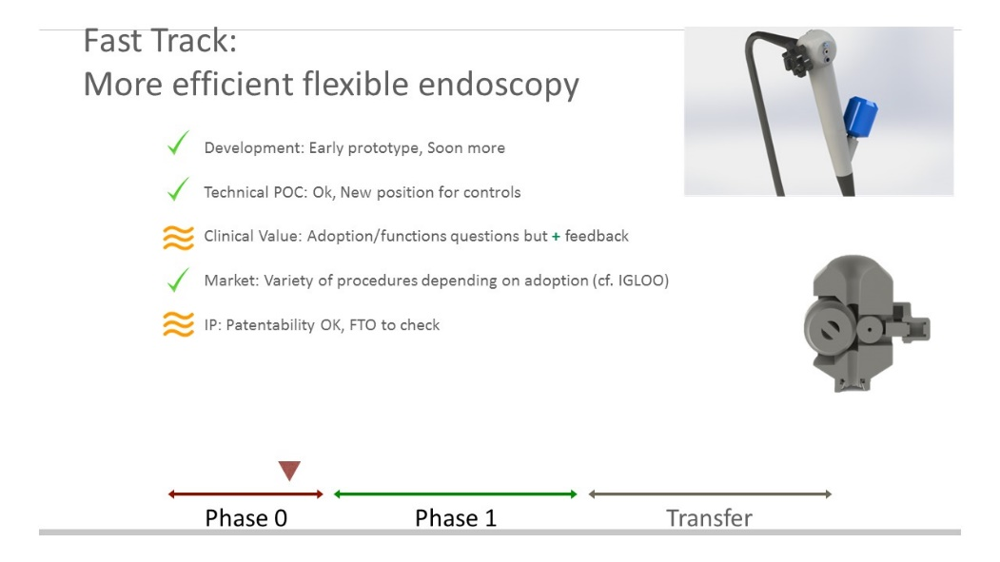 Fast Track:
More efficient flexible endoscopy
Development: Early prototype, Soon more
Technical POC: Ok, New position for controls
Clinical Value: Adoption/functions questions but + feedback
Market: Variety of procedures depending on adoption (cf. IGLOO)
IP: Patentability OK, FTO to check
Phase 0
Phase 1
Transfer